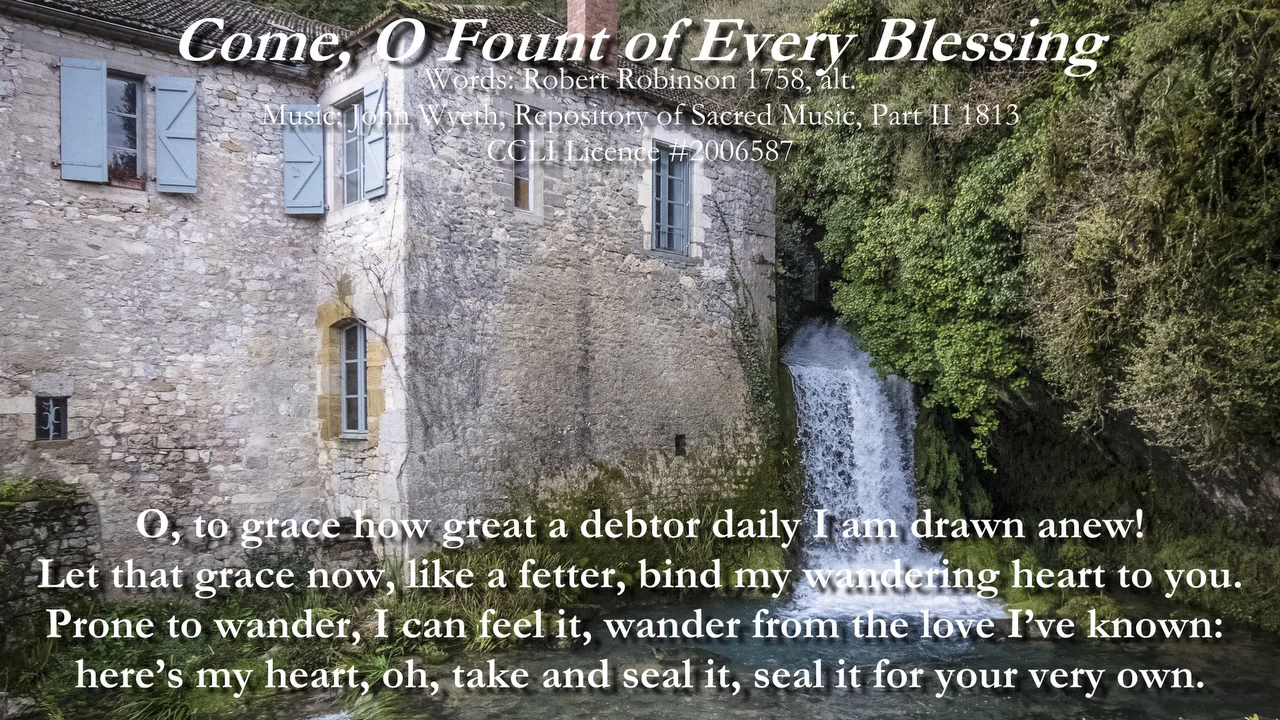 Come, O Fount of Every Blessing
Words: Robert Robinson 1758, alt.
Music: John Wyeth, Repository of Sacred Music, Part II 1813
CCLI Licence #2006587
O, to grace how great a debtor daily I am drawn anew!
Let that grace now, like a fetter, bind my wandering heart to you.
Prone to wander, I can feel it, wander from the love I’ve known:
here’s my heart, oh, take and seal it, seal it for your very own.